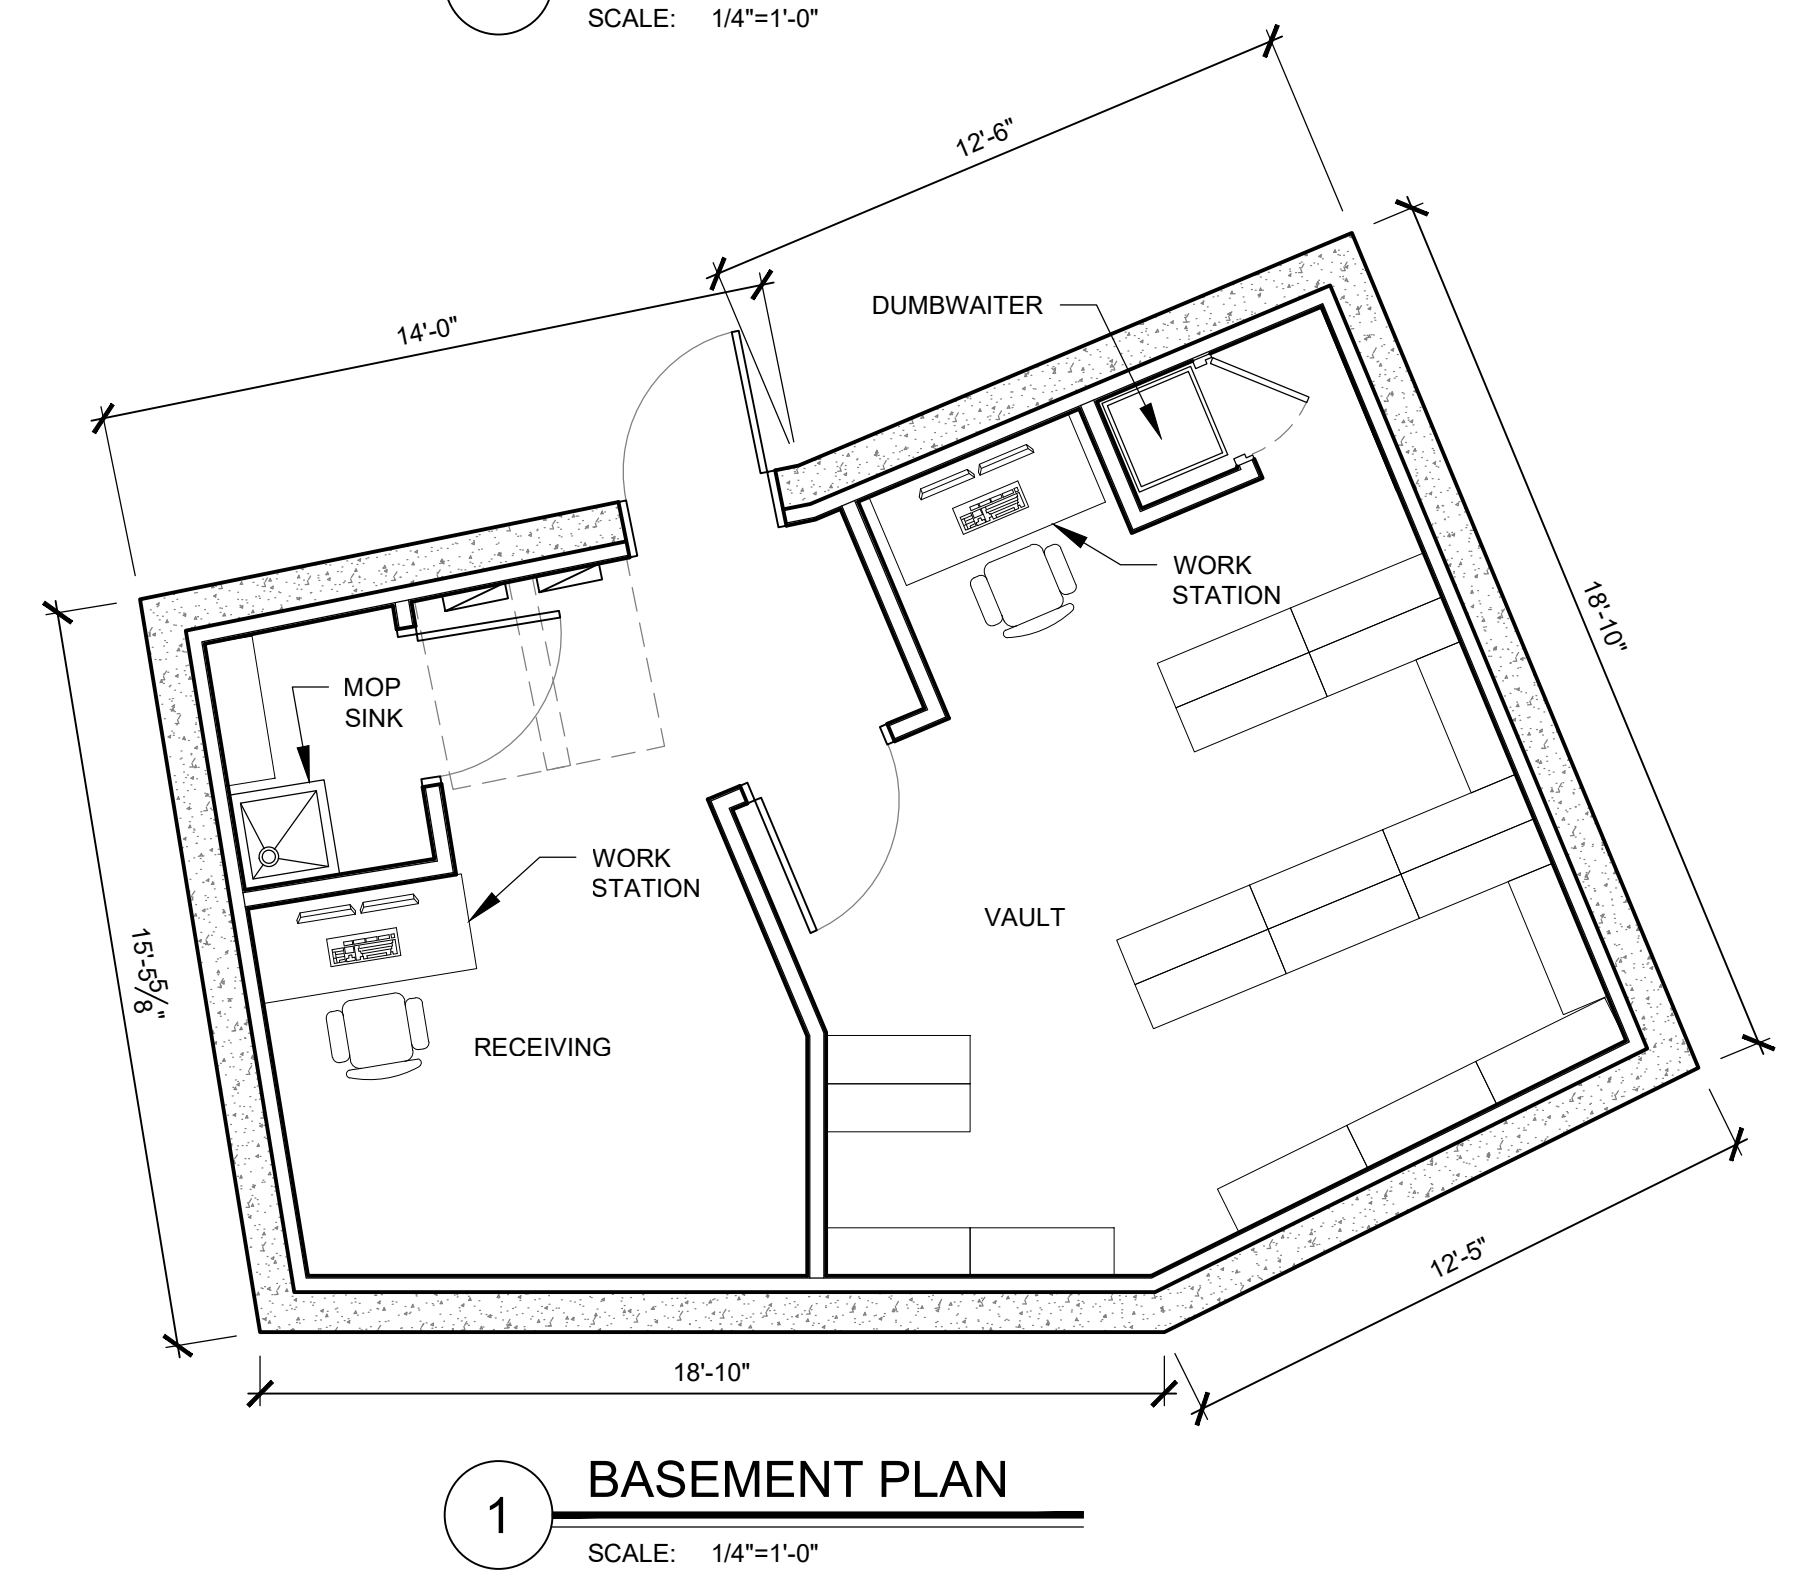 SCALE: 1/4"=1'-0"
12'-6"
14'-0"
DUMBWAITER
WORK
STATION
18'-10"
MOP
SINK
WORK
STATION
VAULT
15'-5 5/8"
RECEIVING
12'-5"
18'-10"
1 BASEMENT PLAN
SCALE: 1/4"=1'-0"